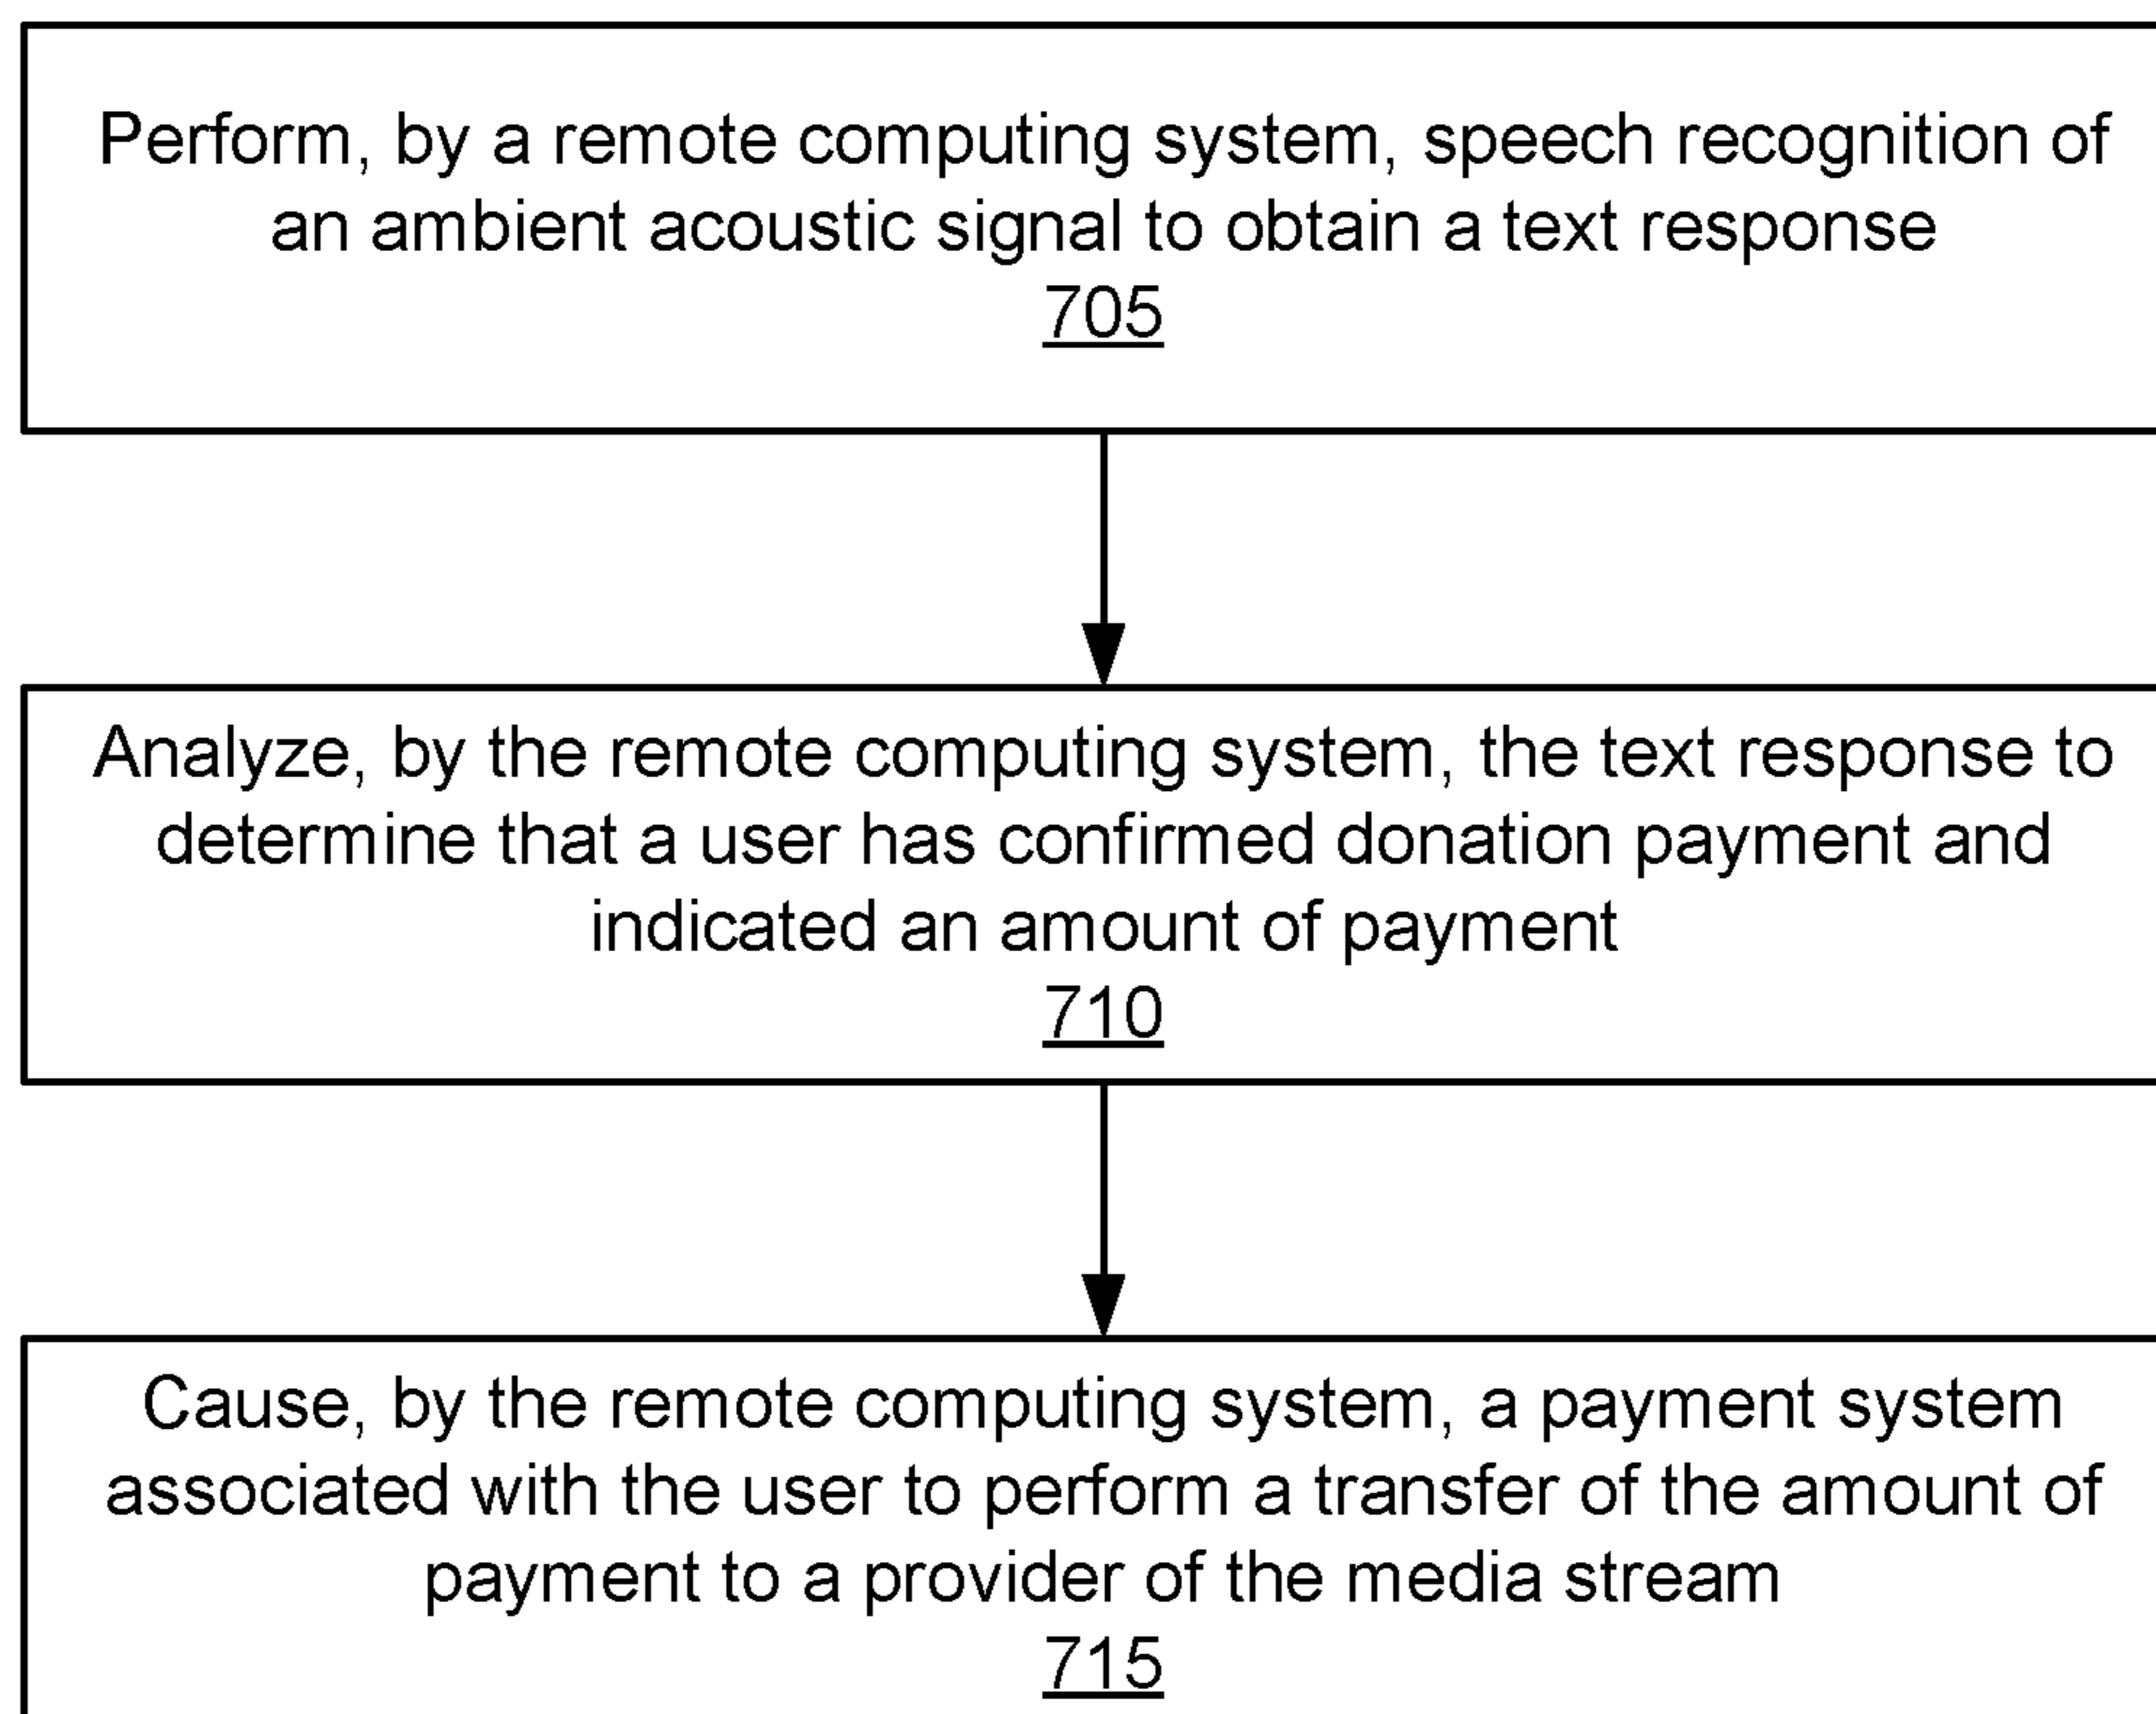 Perform, by a remote computing system, speech recognition of
an ambient acoustic signal to obtain a text response
705
Analyze, by the remote computing system, the text response to
determine that a user has confirmed donation payment and
indicated an amount of payment
710
Cause, by the remote computing system, a payment system
associated with the user to perform a transfer of the amount of
payment to a provider of the media stream
715